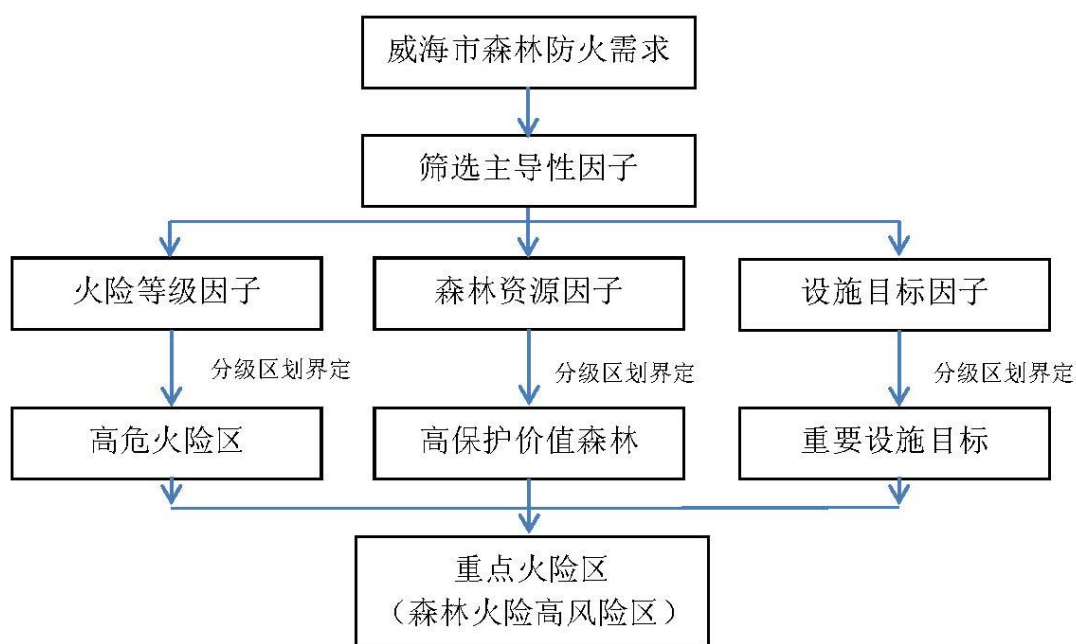 威海市森林防火需求
筛选主导性因子
火险等级因子
森林资源因子
设施目标因子
分级区划界定
分级区划界定
分级区划界定
高危火险区
高保护价值森林
重要设施目标
重点火险区
（森林火险高风险区）